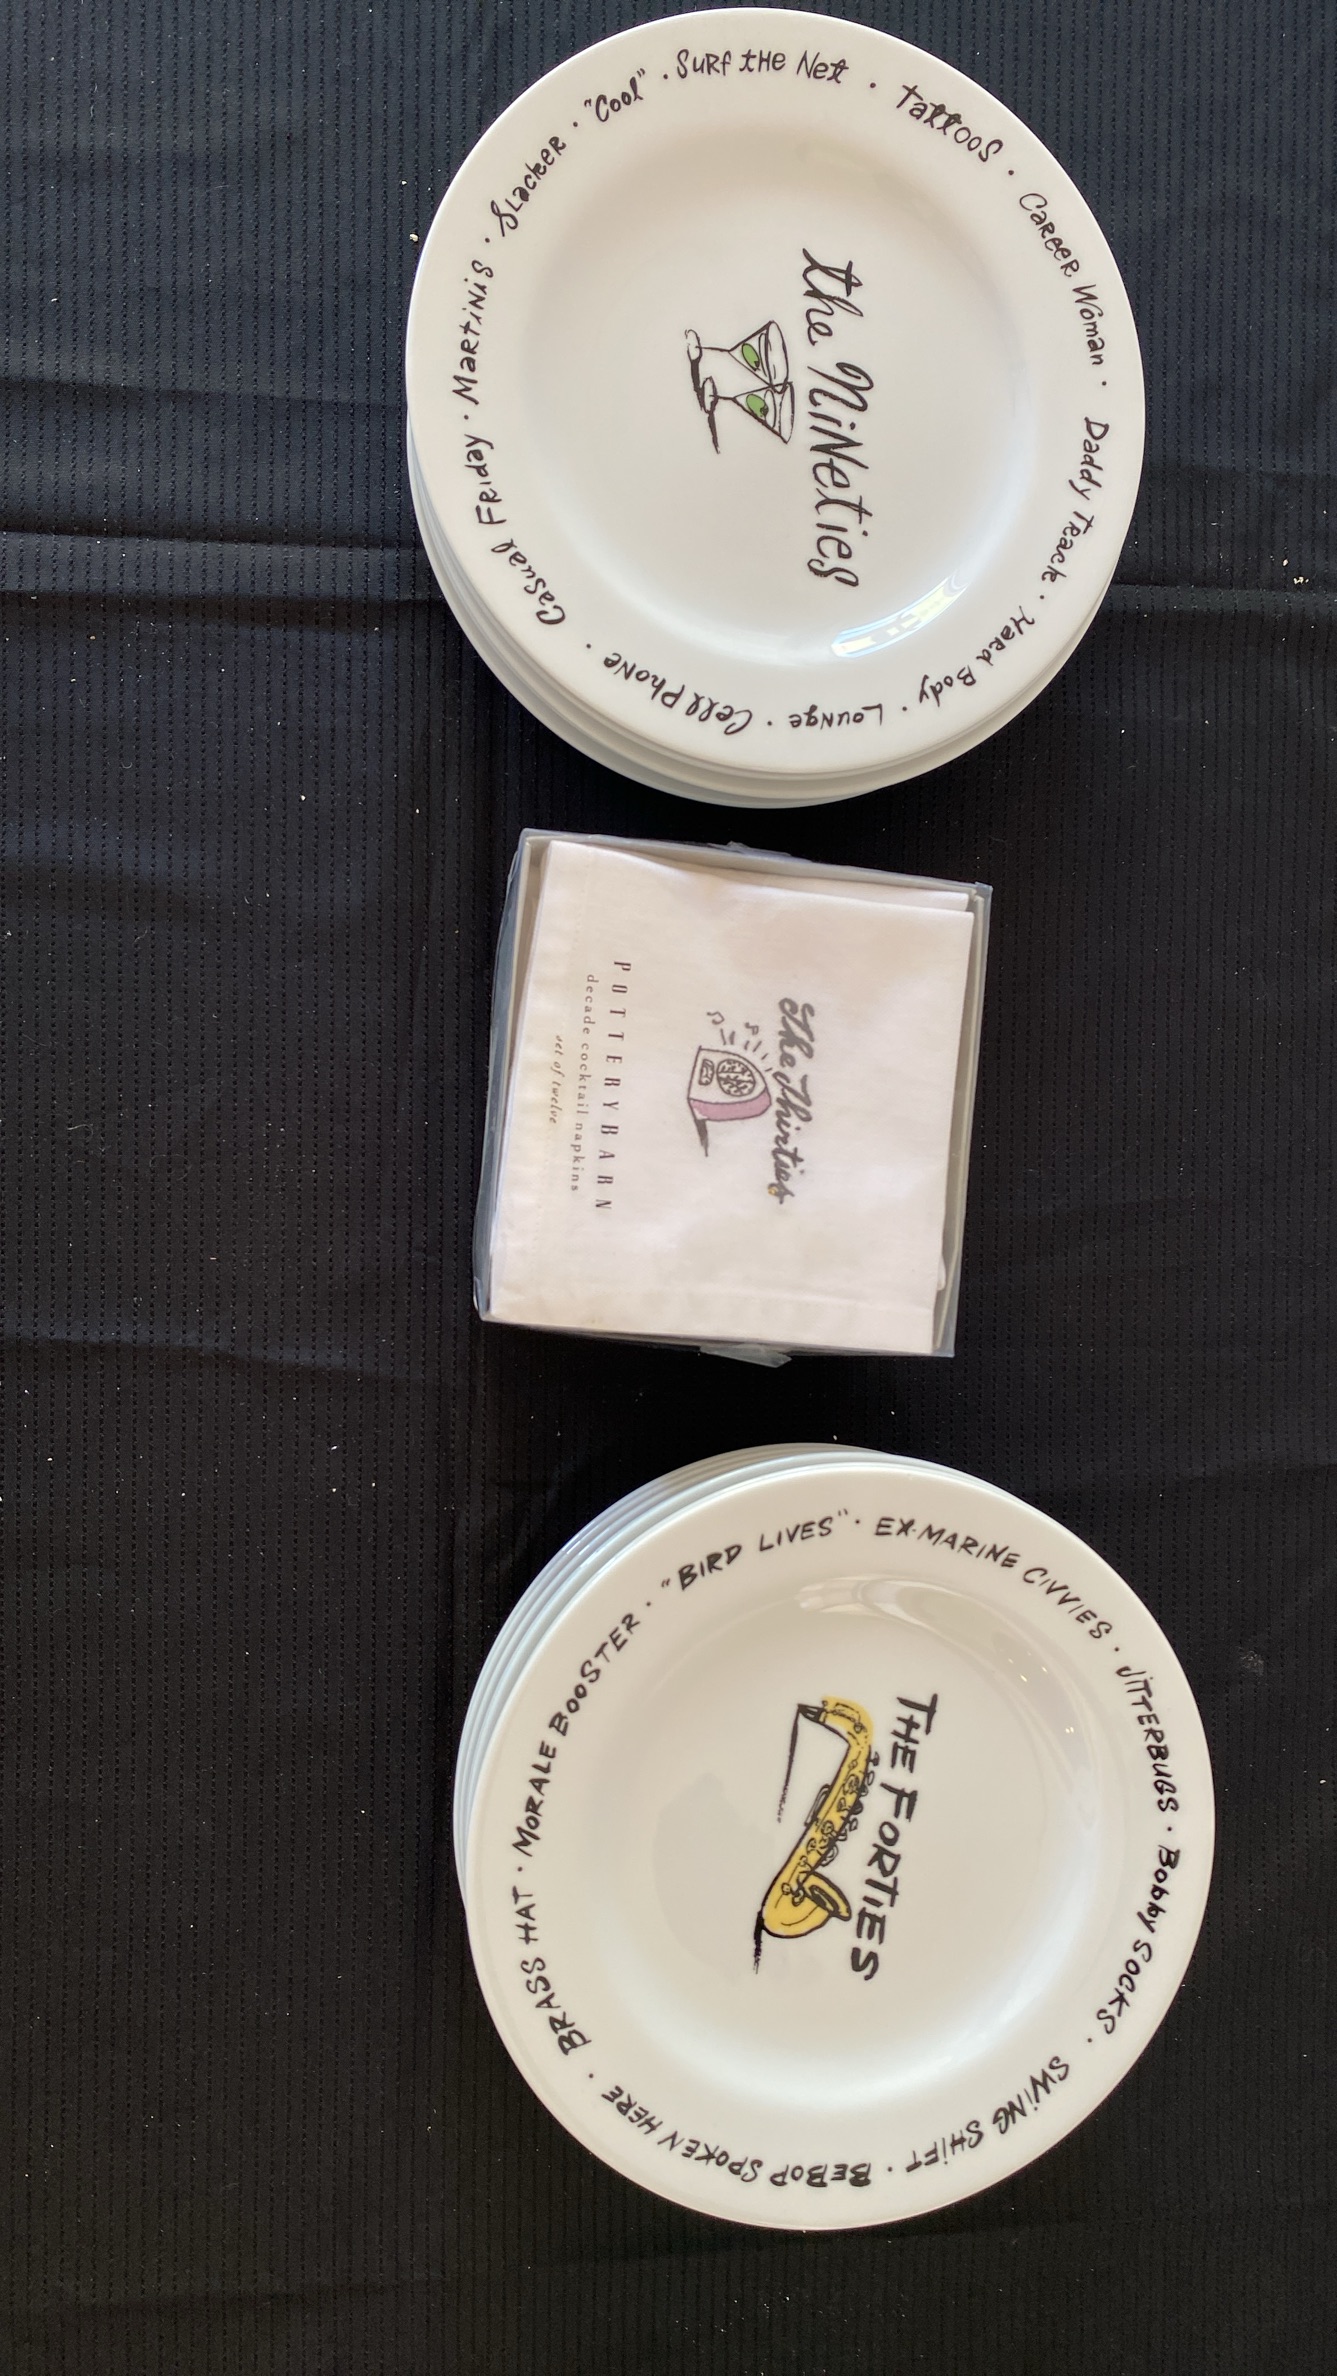 the NiNeties
Surf the Net · Tattoos · Career Woman · Daddy Track · Hard Body · Lounge · Cell Phone · Casual Friday · Martinis · Slacker · "Cool" ·
The Thirties
POTTERY BARN
decade cocktail napkins
set of twelve
THE FORTIES
"BIRD LIVES" · EX-MARINE CIVVIES · JITTERBUGS · Bobby SOCKS · SWING SHIFT · BEBOP SPOKEN HERE · BRASS HAT · MORALE BOOSTER ·